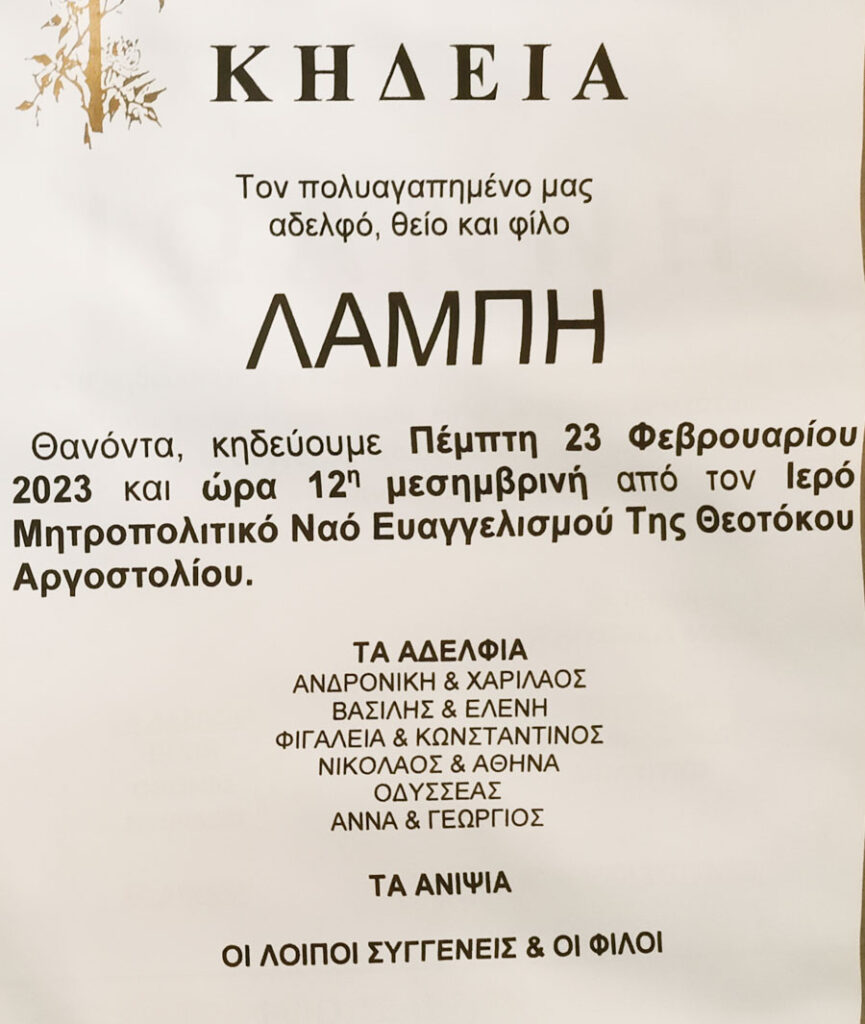 ΚΗΔΕΙΑ
Τον πολυαγαπημένο μας
αδελφό, θείο και φίλο
ΛΑΜΠΗ
Θανόντα, κηδεύουμε Πέμπτη 23 Φεβρουαρίου
2023 και ώρα 12η μεσημβρινή από τον Ιερό
Μητροπολιτικό Ναό Ευαγγελισμού Της Θεοτόκου
Αργοστολίου.
ΤΑ ΑΔΕΛΦΙΑ
ΑΝΔΡΟΝΙΚΗ & ΧΑΡΙΛΑΟΣ
ΒΑΣΙΛΗΣ & ΕΛΕΝΗ
ΦΙΓΑΛΕΙΑ & ΚΩΝΣΤΑΝΤΙΝΟΣ
ΝΙΚΟΛΑΟΣ & ΑΘΗΝΑ
ΟΔΥΣΣΕΑΣ
ΑΝΝΑ & ΓΕΩΡΓΙΟΣ
ΤΑ ΑΝΙΨΙΑ
ΟΙ ΛΟΙΠΟΙ ΣΥΓΓΕΝΕΙΣ & ΟΙ ΦΙΛΟΙ